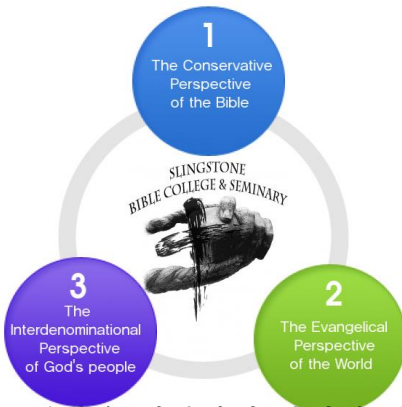 1
The Conservative
Perspective
of the Bible
SLINGSTONE
BIBLE COLLEGE & SEMINARY
3
The
Interdenominational
Perspective
of God's people
2
The Evangelical
Perspective
of the World